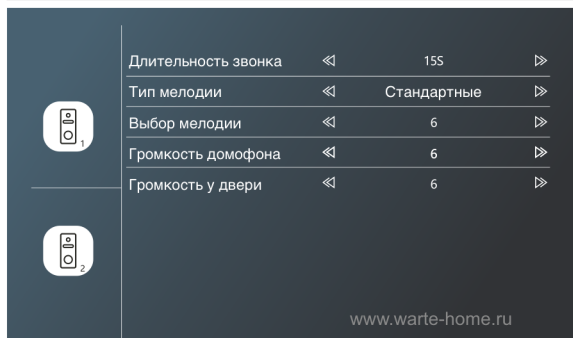 Длительность звонка 15S
Тип мелодии Стандартные
Выбор мелодии 6
Громкость домофона 6
Громкость у двери 6
1
2
www.warte-home.ru